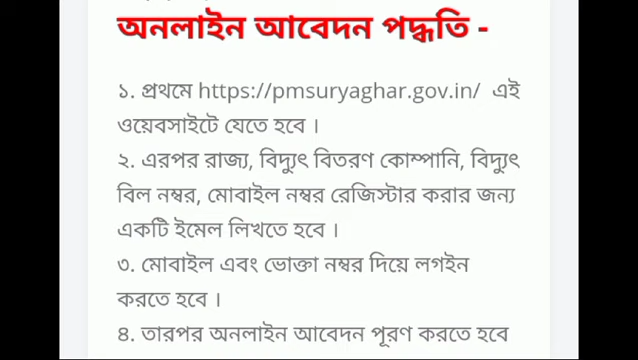 অনলাইন আবেদন পদ্ধতি -
১. প্রথমে https://pmsuryaghar.gov.in/ এই
ওয়েবসাইটে যেতে হবে ।
২. এরপর রাজ্য, বিদ্যুৎ বিতরণ কোম্পানি, বিদ্যুৎ
বিল নম্বর, মোবাইল নম্বর রেজিস্টার করার জন্য
একটি ইমেল লিখতে হবে ।
৩. মোবাইল এবং ভোক্তা নম্বর দিয়ে লগইন
করতে হবে ।
৪. তারপর অনলাইন আবেদন পূরণ করতে হবে